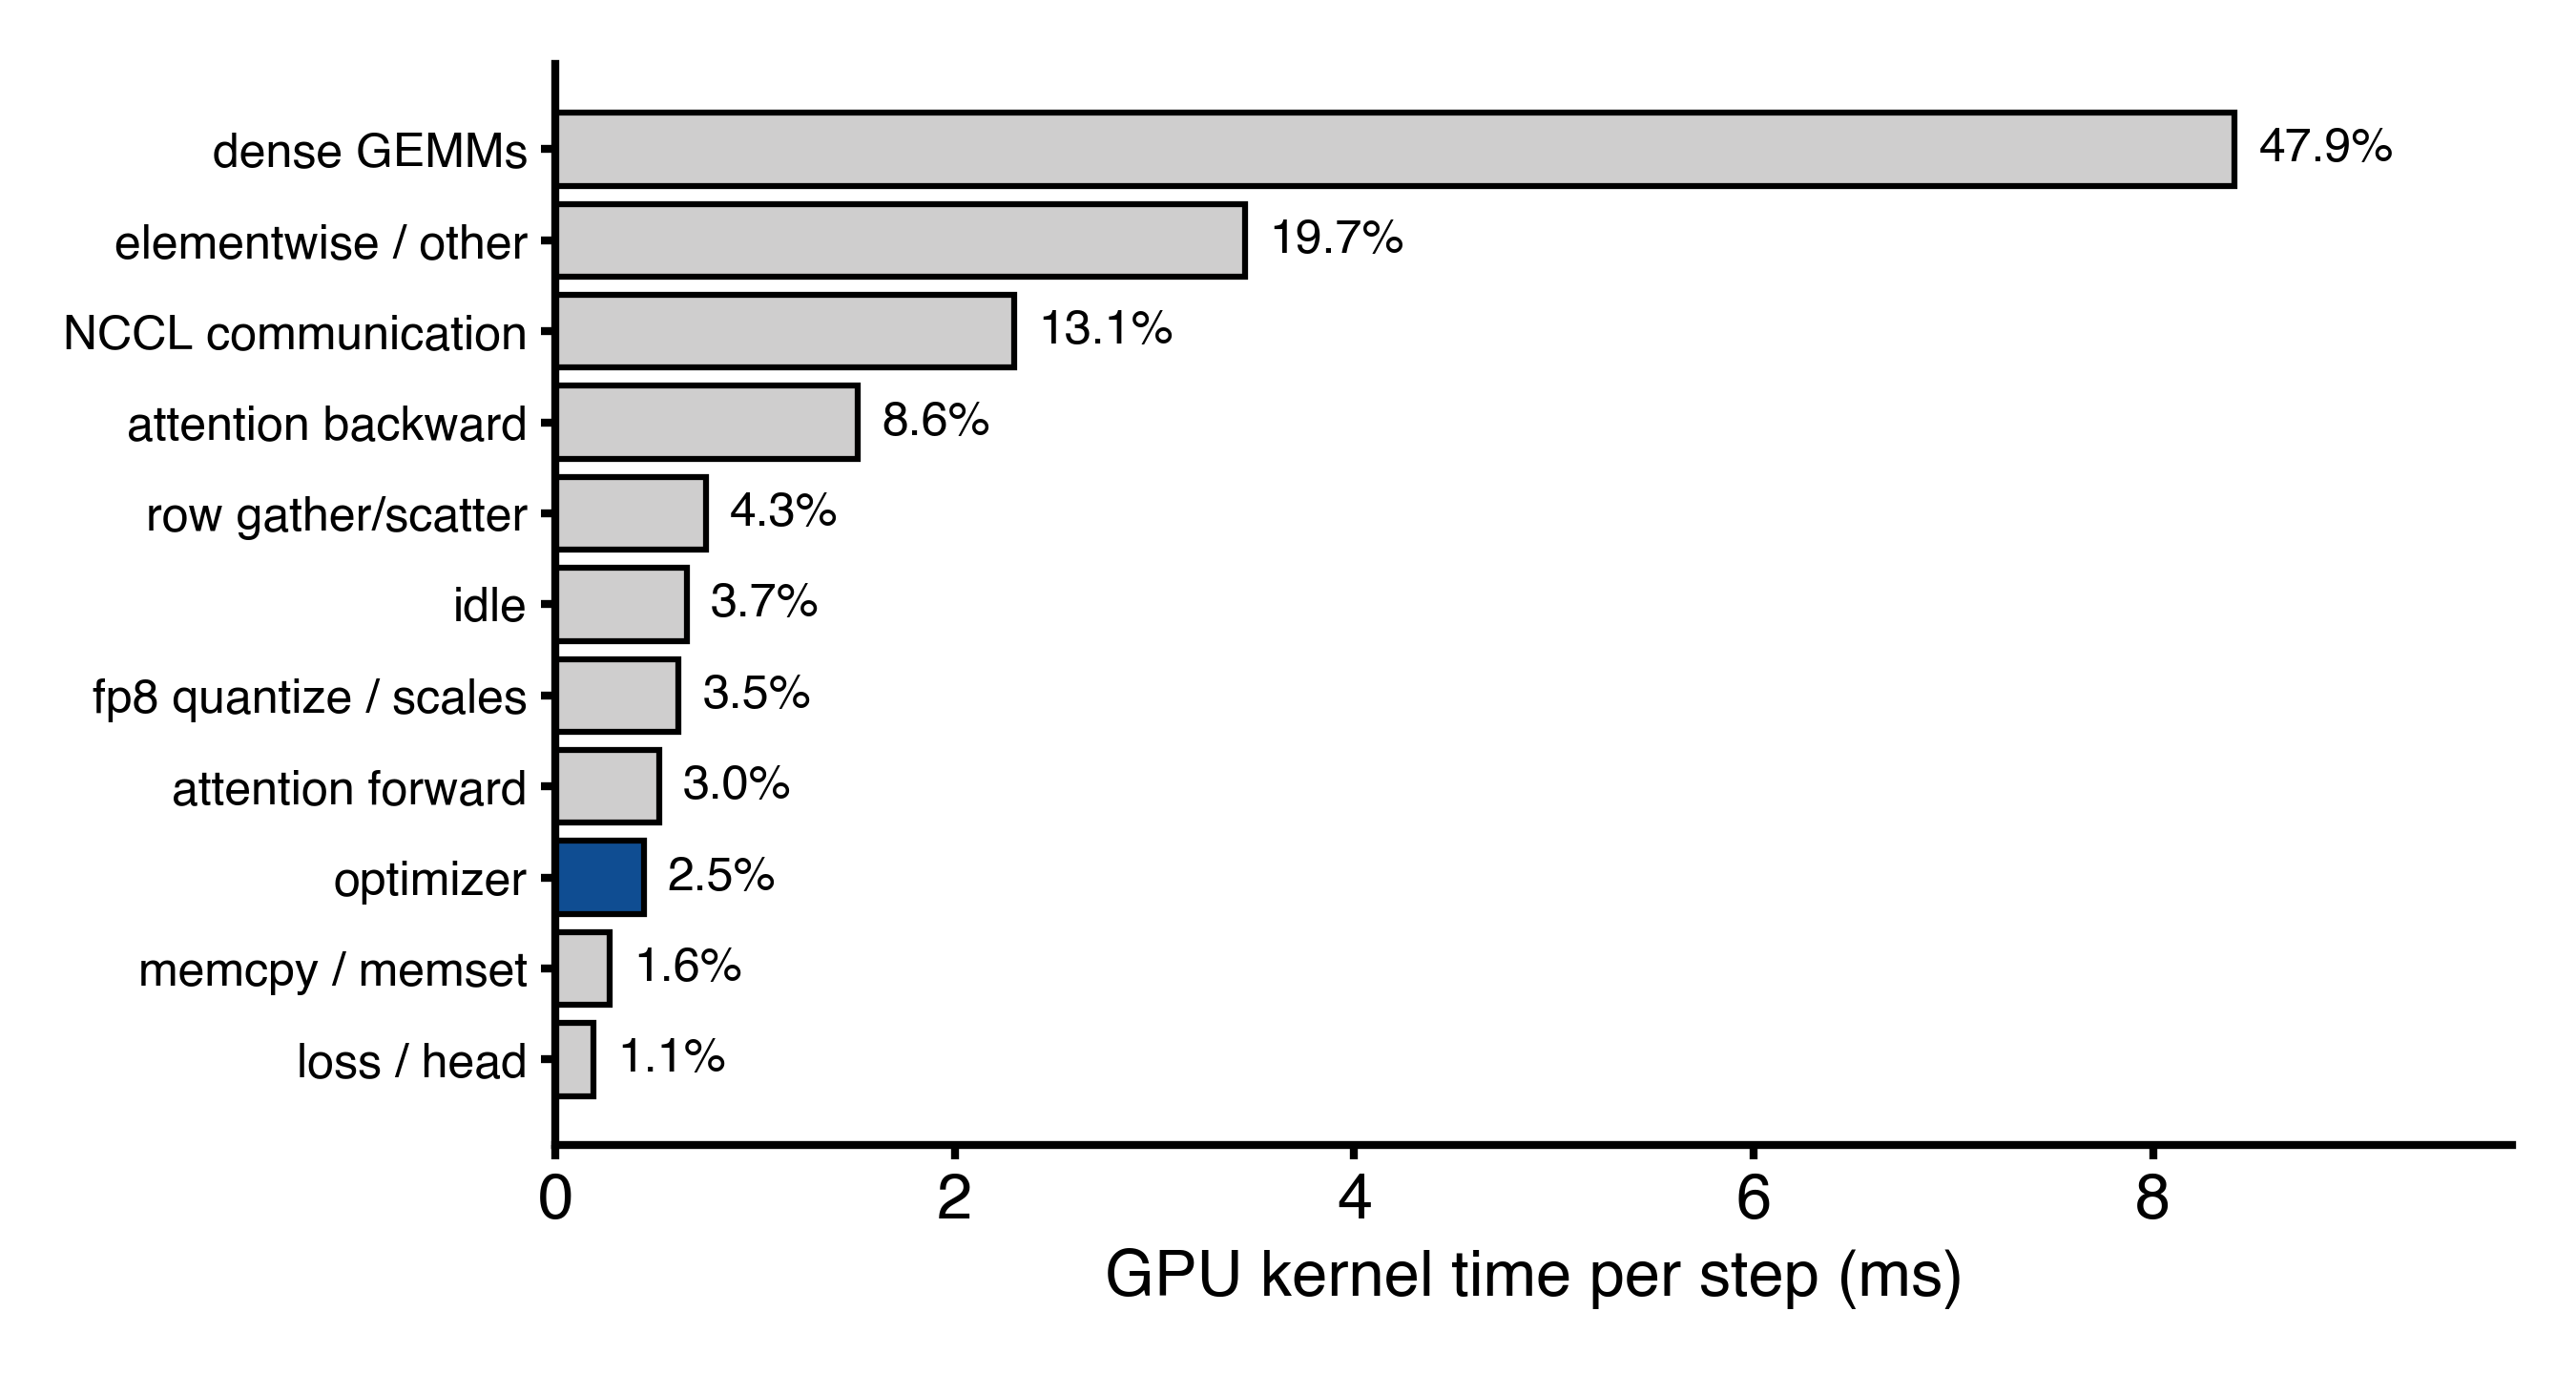 dense GEMMs 47.9%
elementwise / other 19.7%
NCCL communication 13.1%
attention backward 8.6%
row gather/scatter 4.3%
idle 3.7%
fp8 quantize / scales 3.5%
attention forward 3.0%
optimizer 2.5%
memcpy / memset 1.6%
loss / head 1.1%
0 2 4 6 8
GPU kernel time per step (ms)